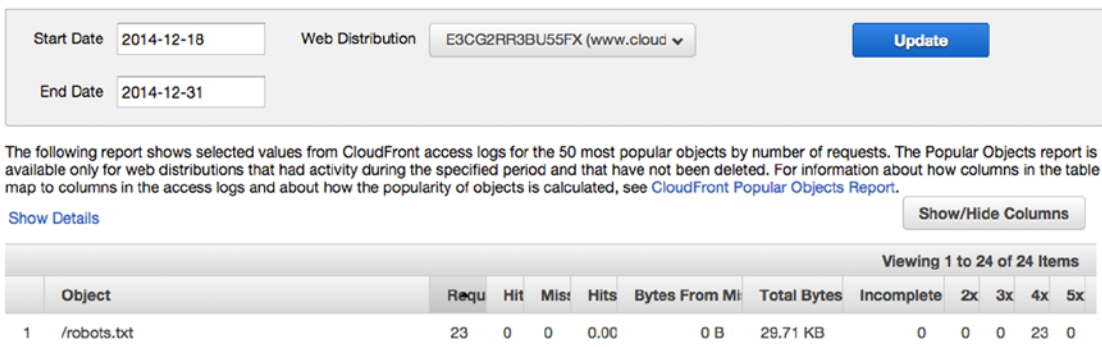 Start Date 2014-12-18 Web Distribution E3CG2RR3BU55FX (www.cloud Update
End Date 2014-12-31
The following report shows selected values from CloudFront access logs for the 50 most popular objects by number of requests. The Popular Objects report is
available only for web distributions that had activity during the specified period and that have not been deleted. For information about how columns in the table
map to columns in the access logs and about how the popularity of objects is calculated, see CloudFront Popular Objects Report.
Show Details Show/Hide Columns
Viewing 1 to 24 of 24 Items
Object Requ Hit Miss Hits Bytes From Mi Total Bytes Incomplete 2x 3x 4x 5x
1 /robots.txt 23 0 0 0.00 0 B 29.71 KB 0 0 0 23 0